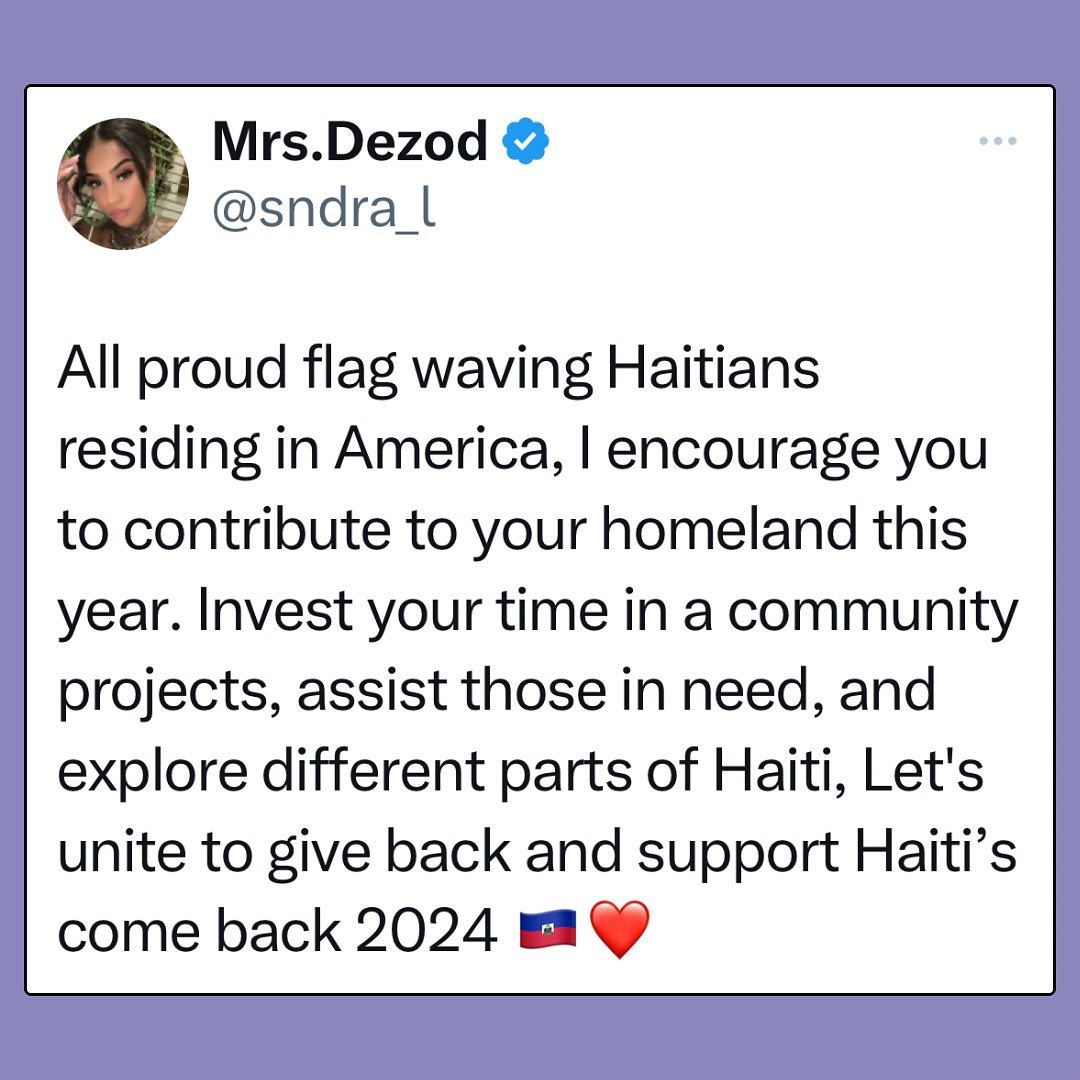 Mrs.Dezod
@sndra_l
All proud flag waving Haitians
residing in America, I encourage you
to contribute to your homeland this
year. Invest your time in a community
projects, assist those in need, and
explore different parts of Haiti, Let's
unite to give back and support Haiti’s
come back 2024 🇭🇹❤️